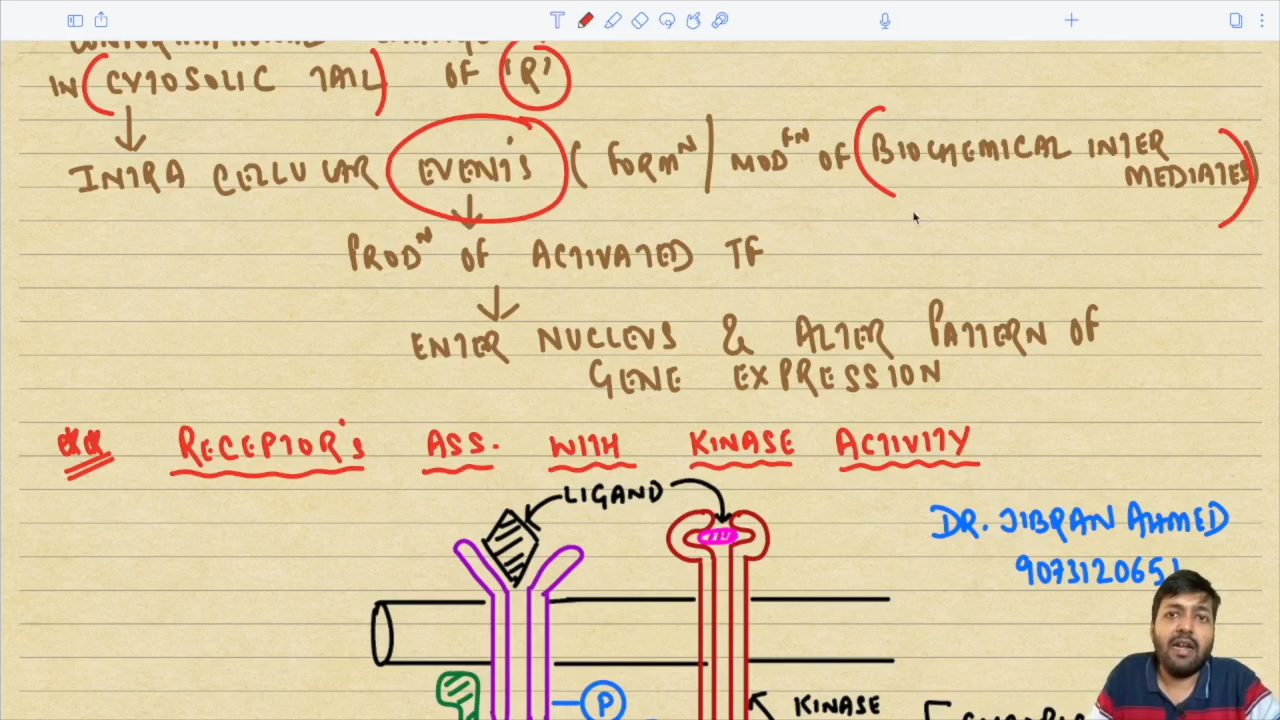 IN (CYTOSOLIC TAIL) OF 'R'
INTRA CELLULAR EVENTS (FORMᴺ / MODᶠᴺ OF (BIOCHEMICAL INTER
MEDIATES)
PRODᴺ OF ACTIVATED TF
ENTER NUCLEUS & ALTER PATTERN OF
GENE EXPRESSION
RECEPTOR'S ASS. WITH KINASE ACTIVITY
LIGAND
DR. JIBRAN AHMED
9073120651
P
KINASE